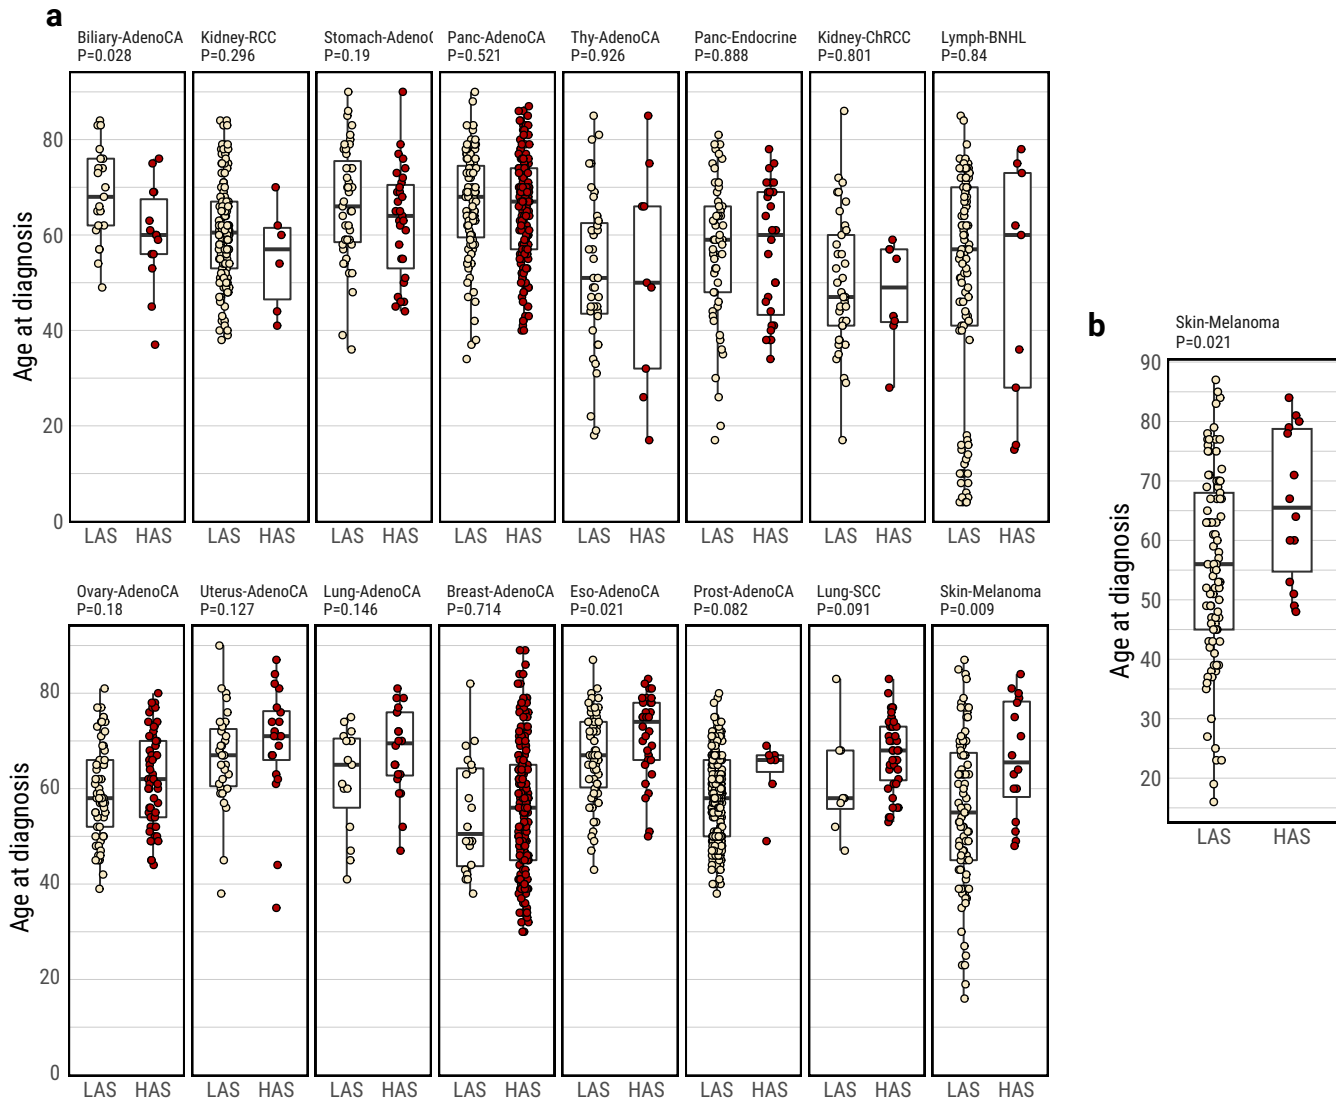 a
Biliary-AdenoCA
P=0.028
Kidney-RCC
P=0.296
Stomach-Adeno
P=0.19
Panc-AdenoCA
P=0.521
Thy-AdenoCA
P=0.926
Panc-Endocrine
P=0.888
Kidney-ChRCC
P=0.801
Lymph-BNHL
P=0.84
Age at diagnosis
80
60
40
20
0
LAS HAS LAS HAS LAS HAS LAS HAS LAS HAS LAS HAS LAS HAS LAS HAS
Ovary-AdenoCA
P=0.18
Uterus-AdenoCA
P=0.127
Lung-AdenoCA
P=0.146
Breast-AdenoCA
P=0.714
Eso-AdenoCA
P=0.021
Prost-AdenoCA
P=0.082
Lung-SCC
P=0.091
Skin-Melanoma
P=0.009
Age at diagnosis
80
60
40
20
0
LAS HAS LAS HAS LAS HAS LAS HAS LAS HAS LAS HAS LAS HAS LAS HAS
b
Skin-Melanoma
P=0.021
Age at diagnosis
90
80
70
60
50
40
30
20
LAS HAS